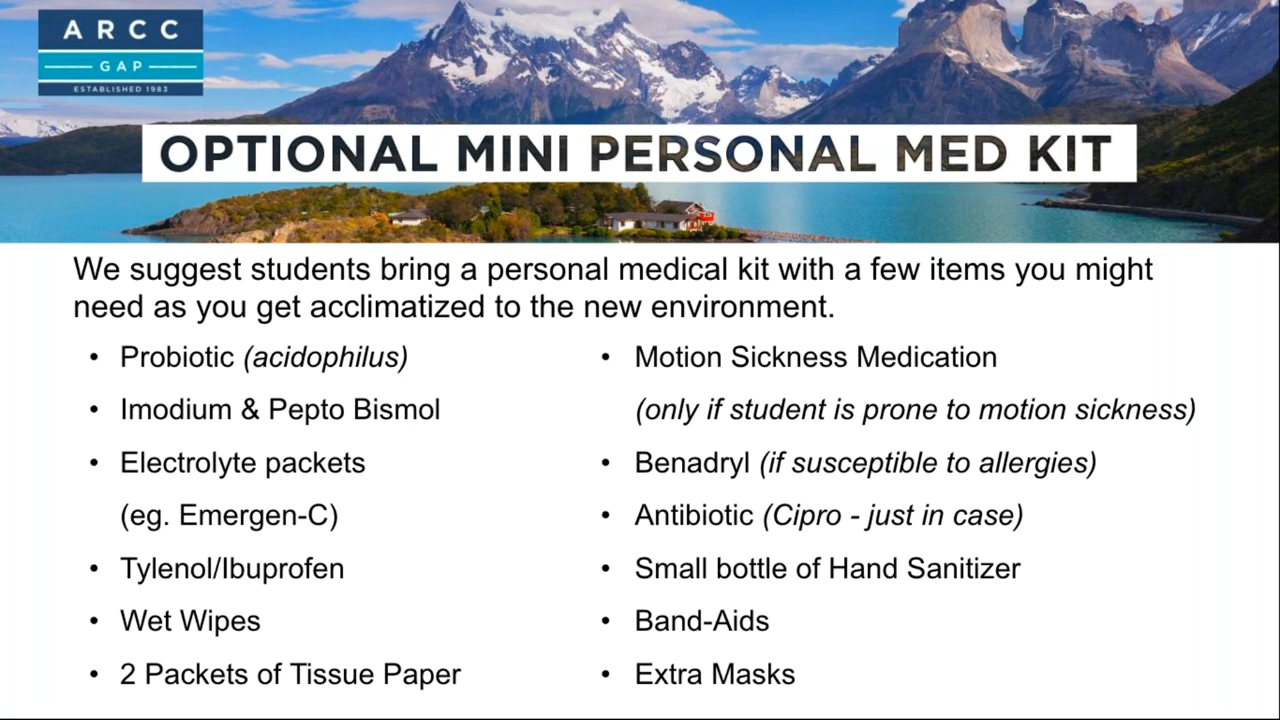 ARCC
GAP
ESTABLISHED 1983
OPTIONAL MINI PERSONAL MED KIT
We suggest students bring a personal medical kit with a few items you might
need as you get acclimatized to the new environment.
• Probiotic (acidophilus)
• Imodium & Pepto Bismol
• Electrolyte packets
(eg. Emergen-C)
• Tylenol/Ibuprofen
• Wet Wipes
• 2 Packets of Tissue Paper
• Motion Sickness Medication
(only if student is prone to motion sickness)
• Benadryl (if susceptible to allergies)
• Antibiotic (Cipro - just in case)
• Small bottle of Hand Sanitizer
• Band-Aids
• Extra Masks